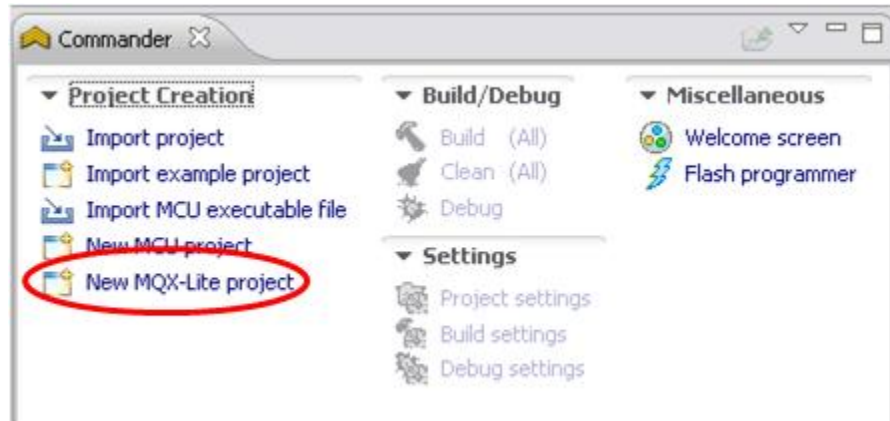 Commander
Project Creation
Import project
Import example project
Import MCU executable file
New MCU project
New MQX-Lite project
Build/Debug
Build (All)
Clean (All)
Debug
Settings
Project settings
Build settings
Debug settings
Miscellaneous
Welcome screen
Flash programmer